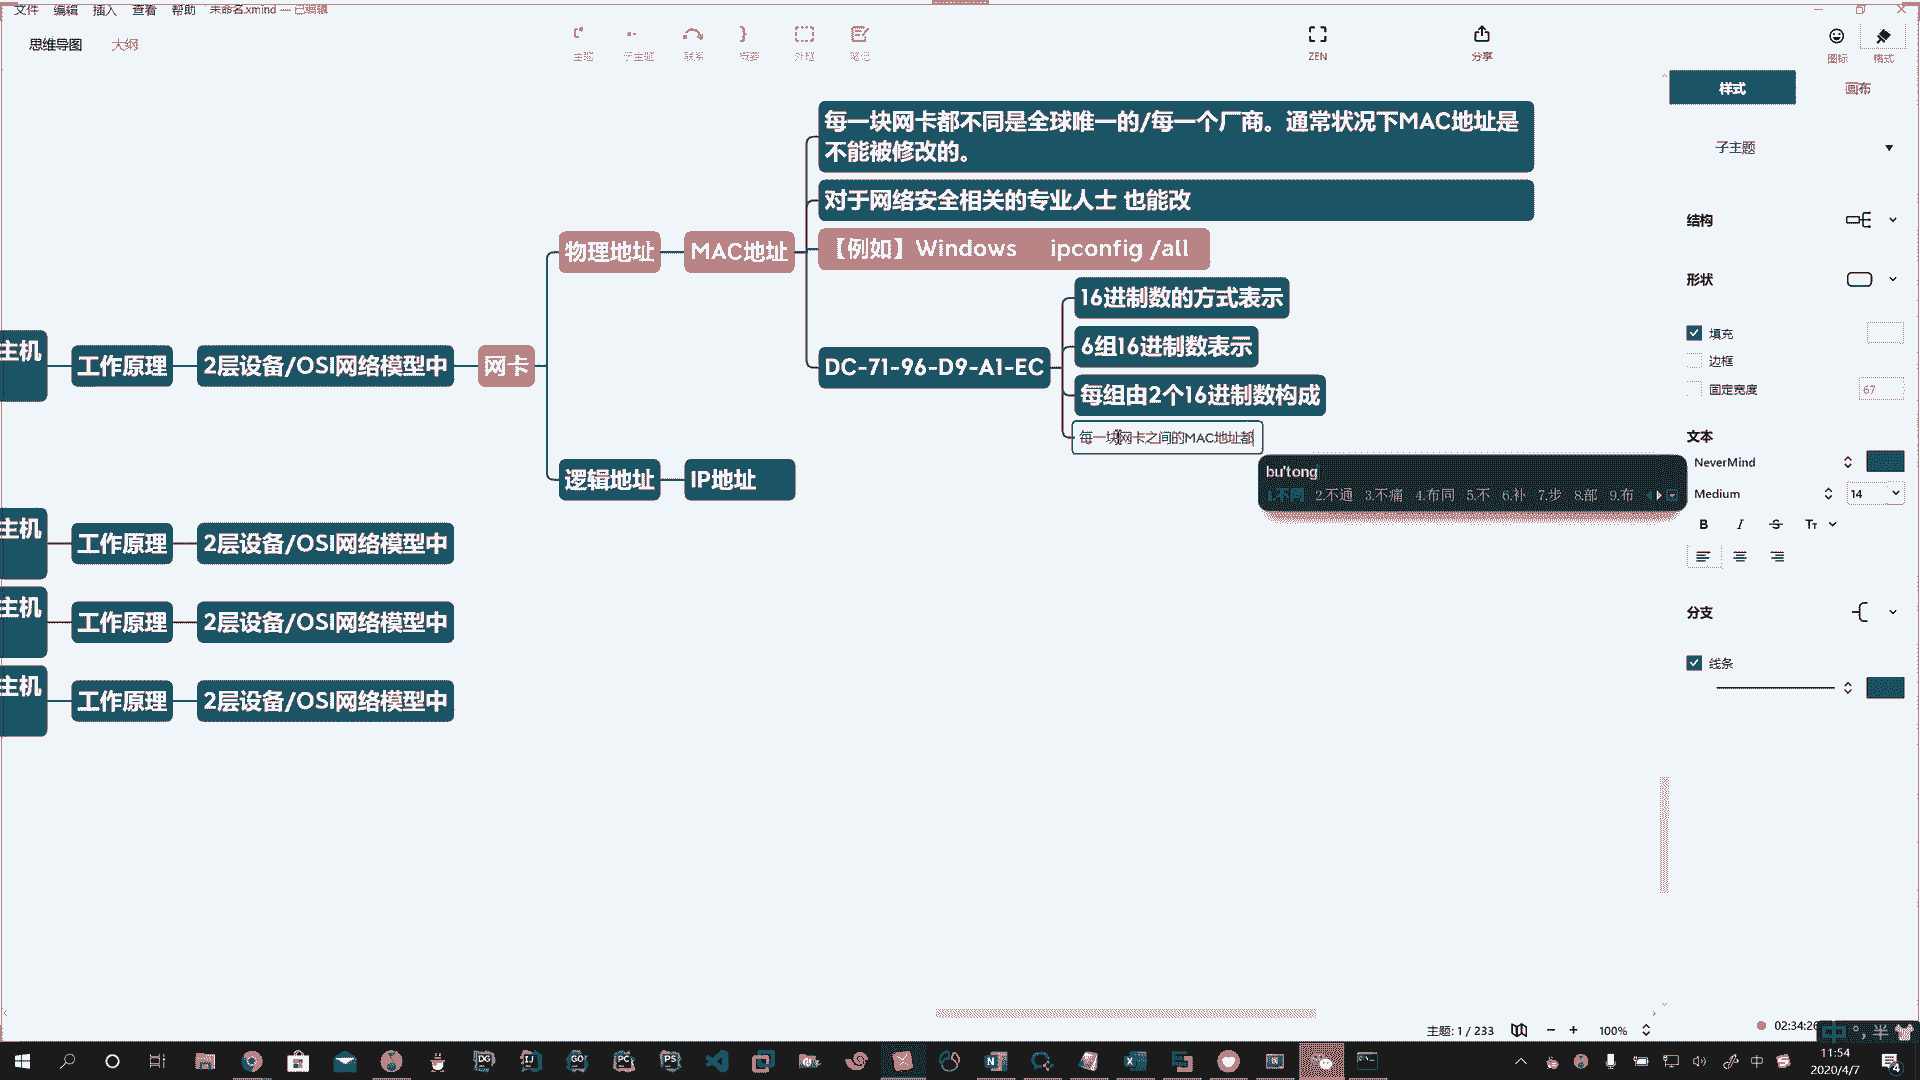 文件 编辑 插入 查看 帮助 未命名.xmind — 已编辑
思维导图 大纲
主题 子主题 联系 概要 外框 笔记 ZEN 分享 图标 格式
样式 画布
每一块网卡都不同是全球唯一的/每一个厂商。通常状况下MAC地址是
不能被修改的。
对于网络安全相关的专业人士 也能改
【例如】Windows ipconfig /all
物理地址 MAC地址
16进制数的方式表示
6组16进制数表示
DC-71-96-D9-A1-EC
每组由2个16进制数构成
每一块网卡之间的MAC地址都
主机 工作原理 2层设备/OSI网络模型中 网卡
逻辑地址 IP地址
bu'tong
1.不同 2.不通 3.不痛 4.布同 5.不 6.补 7.步 8.部 9.布
主机 工作原理 2层设备/OSI网络模型中
主机 工作原理 2层设备/OSI网络模型中
主机 工作原理 2层设备/OSI网络模型中
子主题
结构
形状
填充
边框
固定宽度 67
文本
NeverMind
Medium 14
B I S TT
分支
线条
主题: 1 / 233 100% 02:34:26
中 半
DG IJ GO PC PS
中
11:54
2020/4/7
4